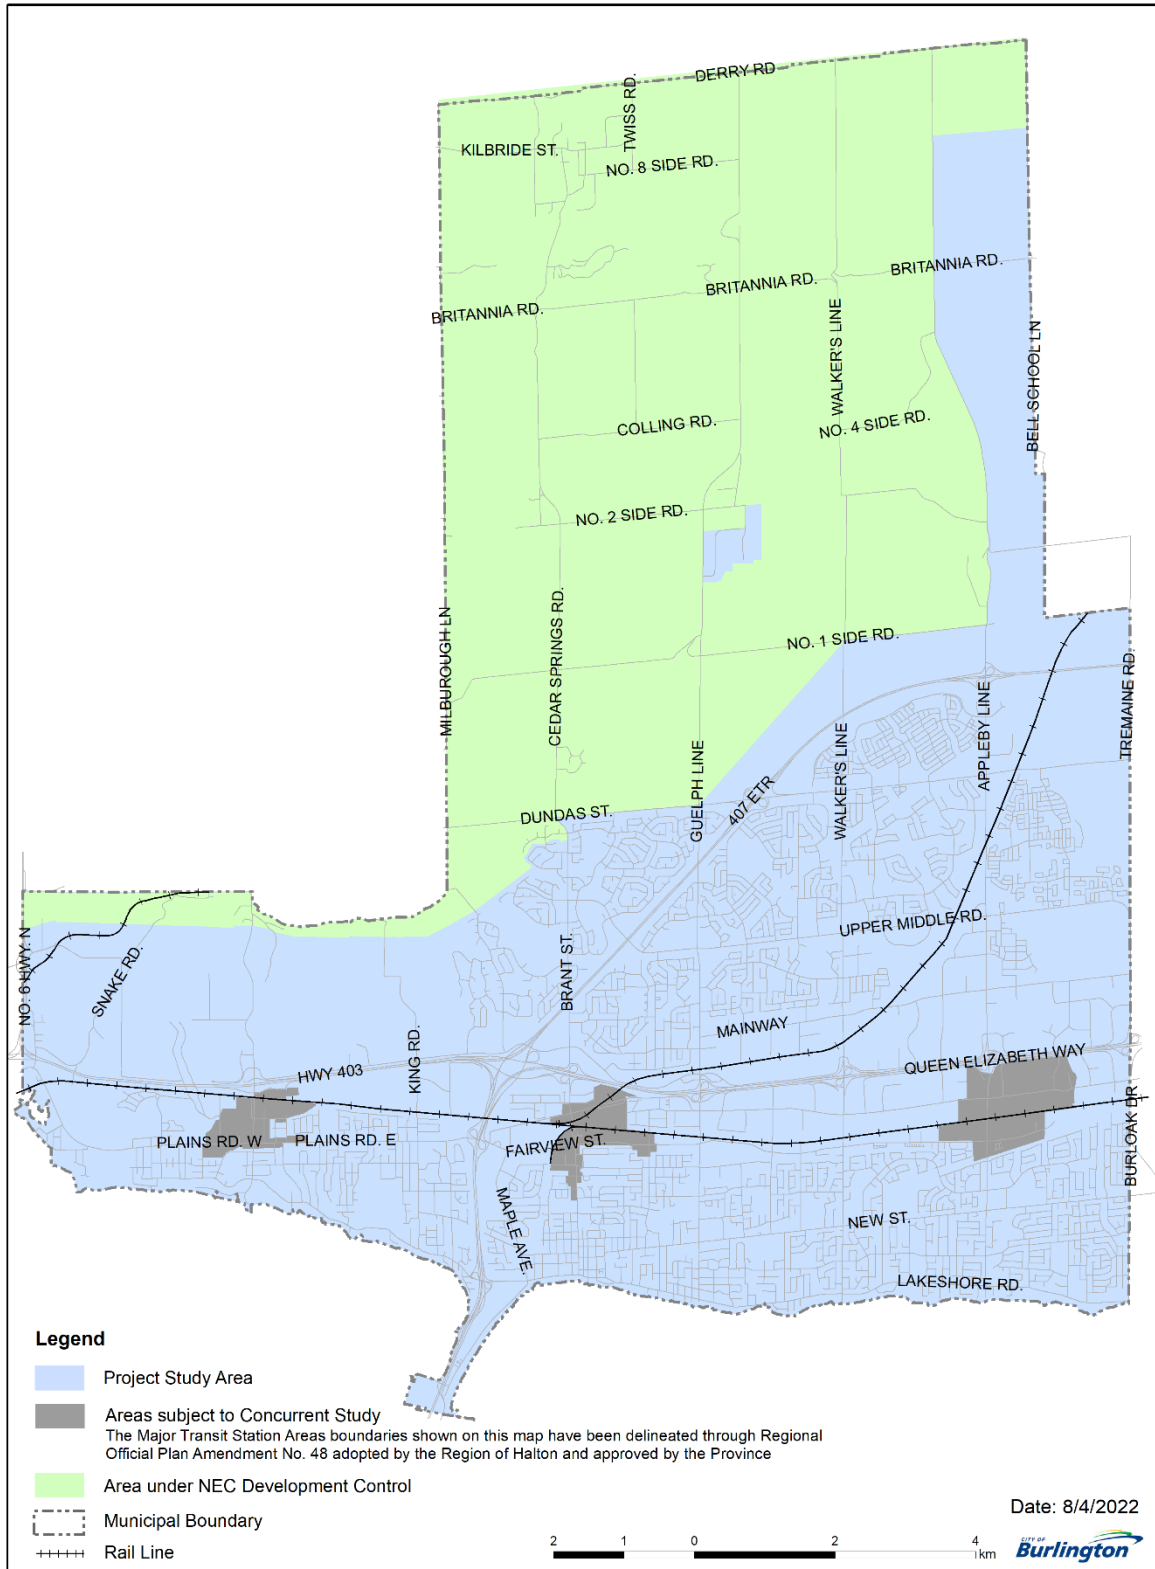 DERRY RD
TWISS RD.
KILBRIDE ST.
NO. 8 SIDE RD.
BRITANNIA RD.
BRITANNIA RD.
BRITANNIA RD.
WALKER'S LINE
BELL SCHOOL LN
COLLING RD.
NO. 4 SIDE RD.
NO. 2 SIDE RD.
MILBUROUGH LN
CEDAR SPRINGS RD.
NO. 1 SIDE RD.
GUELPH LINE
407 ETR
WALKER'S LINE
APPLEBY LINE
TREMAINE RD.
DUNDAS ST.
NO. 6 HWY. N
SNAKE RD.
BRANT ST.
UPPER MIDDLE RD.
KING RD.
MAINWAY
HWY 403
QUEEN ELIZABETH WAY
PLAINS RD. W
PLAINS RD. E
FAIRVIEW ST.
BURLOAK DR
MAPLE AVE.
NEW ST.
LAKESHORE RD.
Legend
Project Study Area
Areas subject to Concurrent Study
The Major Transit Station Areas boundaries shown on this map have been delineated through Regional
Official Plan Amendment No. 48 adopted by the Region of Halton and approved by the Province
Area under NEC Development Control
Municipal Boundary
Rail Line
Date: 8/4/2022
2 1 0 2 4 km
CITY OF
Burlington